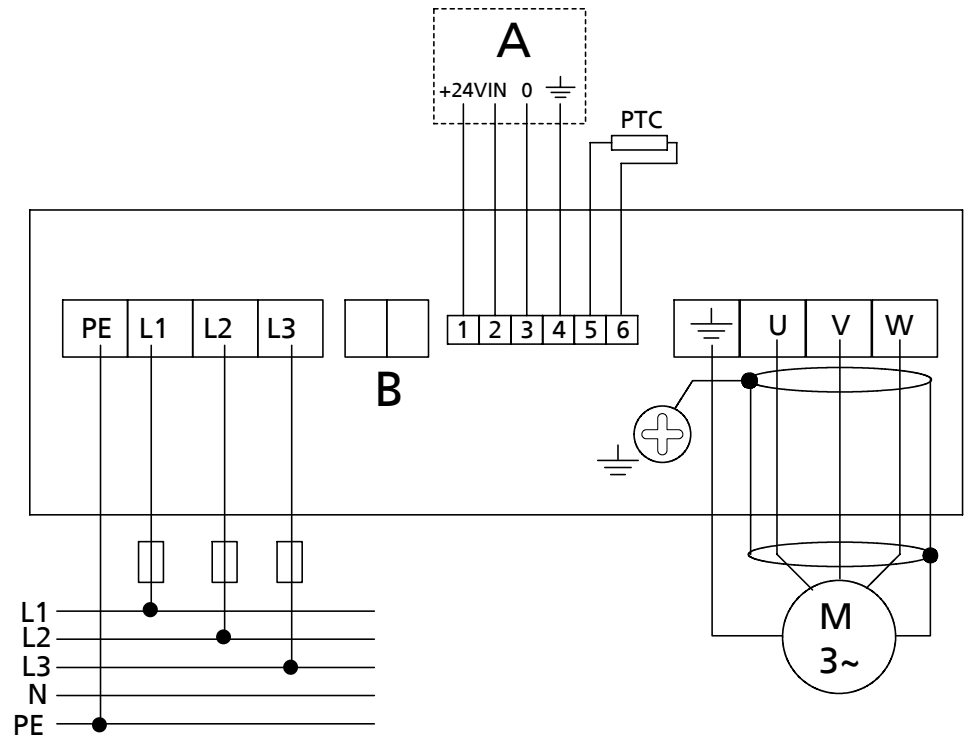 A
+24VIN 0
PTC
PE L1 L2 L3
1 2 3 4 5 6
U V W
B
L1
L2
L3
N
PE
M
3~